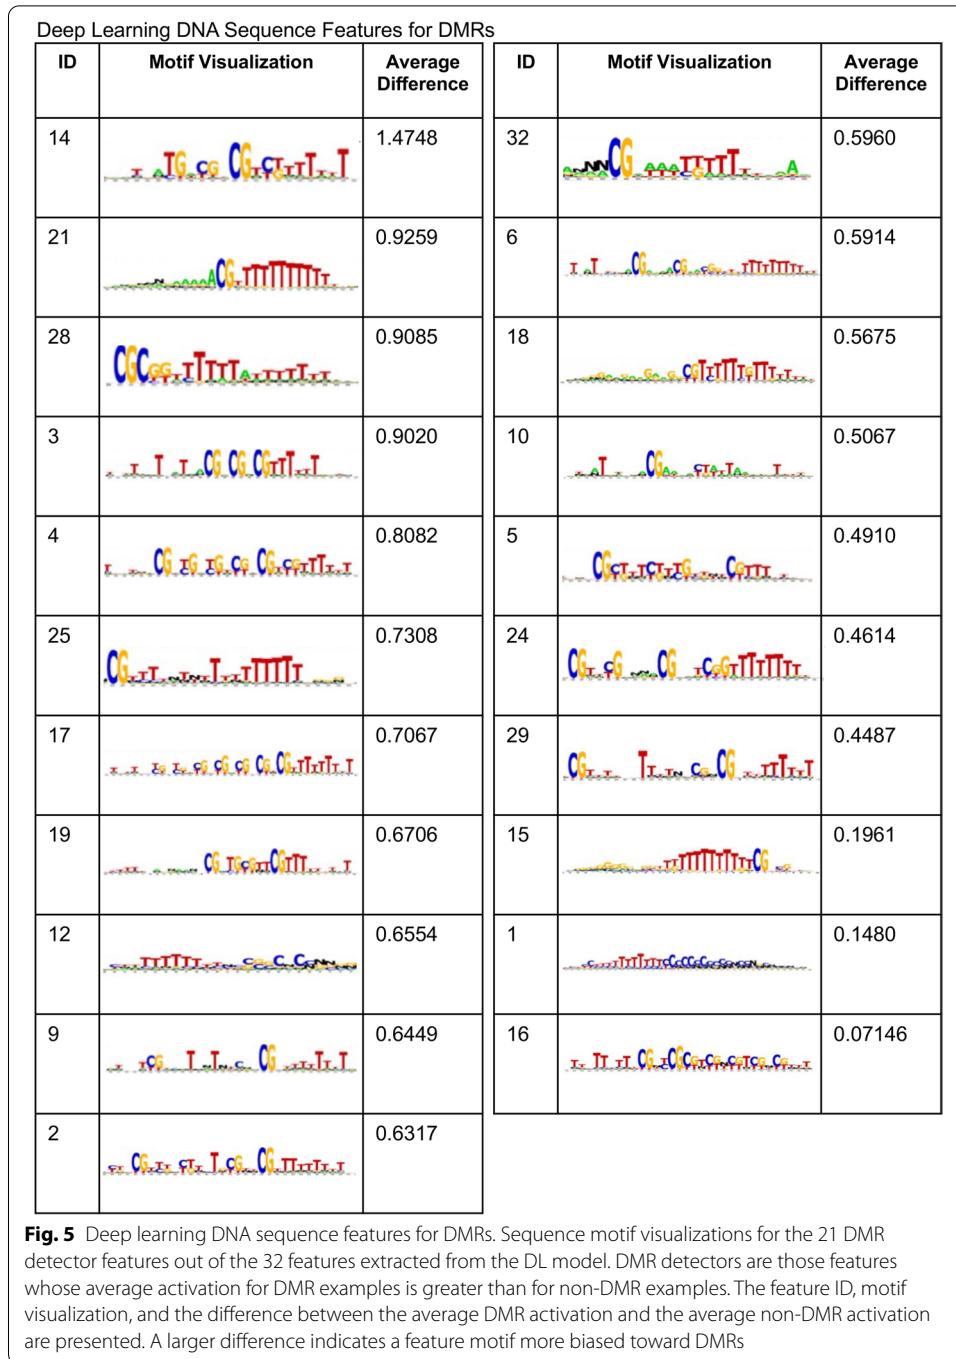 Deep Learning DNA Sequence Features for DMRs
ID Motif Visualization Average Difference
14 1.4748
21 0.9259
28 0.9085
3 0.9020
4 0.8082
25 0.7308
17 0.7067
19 0.6706
12 0.6554
9 0.6449
2 0.6317
ID Motif Visualization Average Difference
32 0.5960
6 0.5914
18 0.5675
10 0.5067
5 0.4910
24 0.4614
29 0.4487
15 0.1961
1 0.1480
16 0.07146
Fig. 5 Deep learning DNA sequence features for DMRs. Sequence motif visualizations for the 21 DMR
detector features out of the 32 features extracted from the DL model. DMR detectors are those features
whose average activation for DMR examples is greater than for non-DMR examples. The feature ID, motif
visualization, and the difference between the average DMR activation and the average non-DMR activation
are presented. A larger difference indicates a feature motif more biased toward DMRs